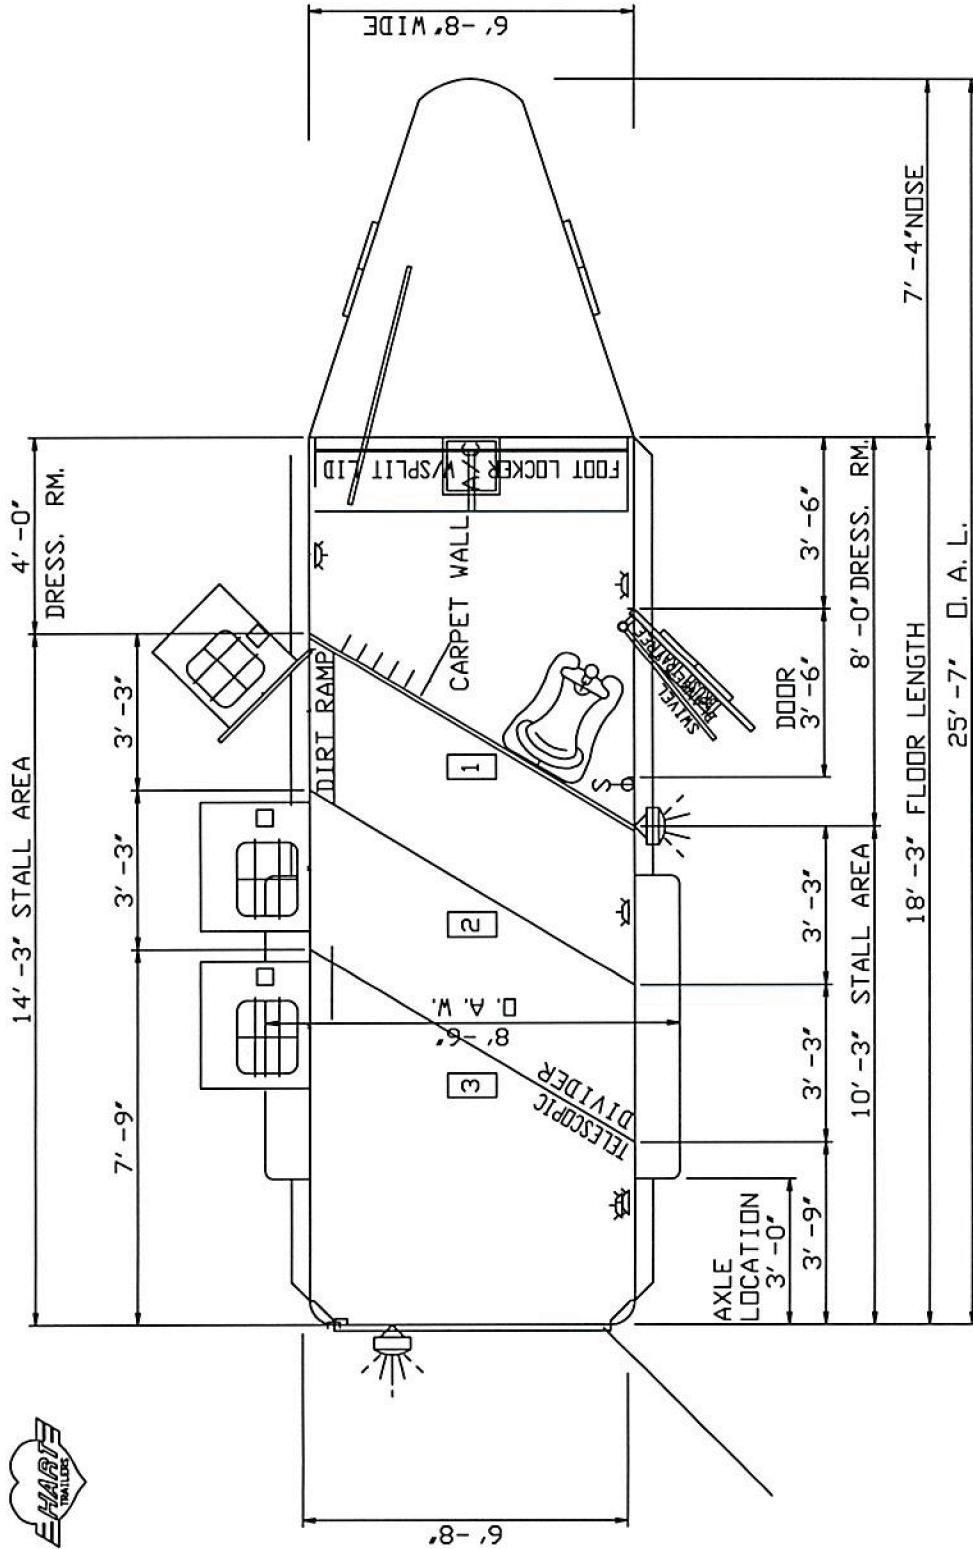 HART
TRAILERS
14'-3" STALL AREA
4'-0"
DRESS. RM.
7'-9"
3'-3"
3'-3"
DIRT RAMP
6'-8"
6'-8" WIDE
FOOT LOCKER W/SPLIT LID
A/C
CARPET WALL
1
2
3
8'-6"
O.A.W.
TELESCOPIC
DIVIDER
S
SWIVEL
AXLE
LOCATION
3'-0"
DOOR
3'-9"
3'-3"
3'-3"
3'-6"
3'-6"
10'-3" STALL AREA
8'-0" DRESS. RM.
18'-3" FLOOR LENGTH
7'-4" NOSE
25'-7" O.A.L.